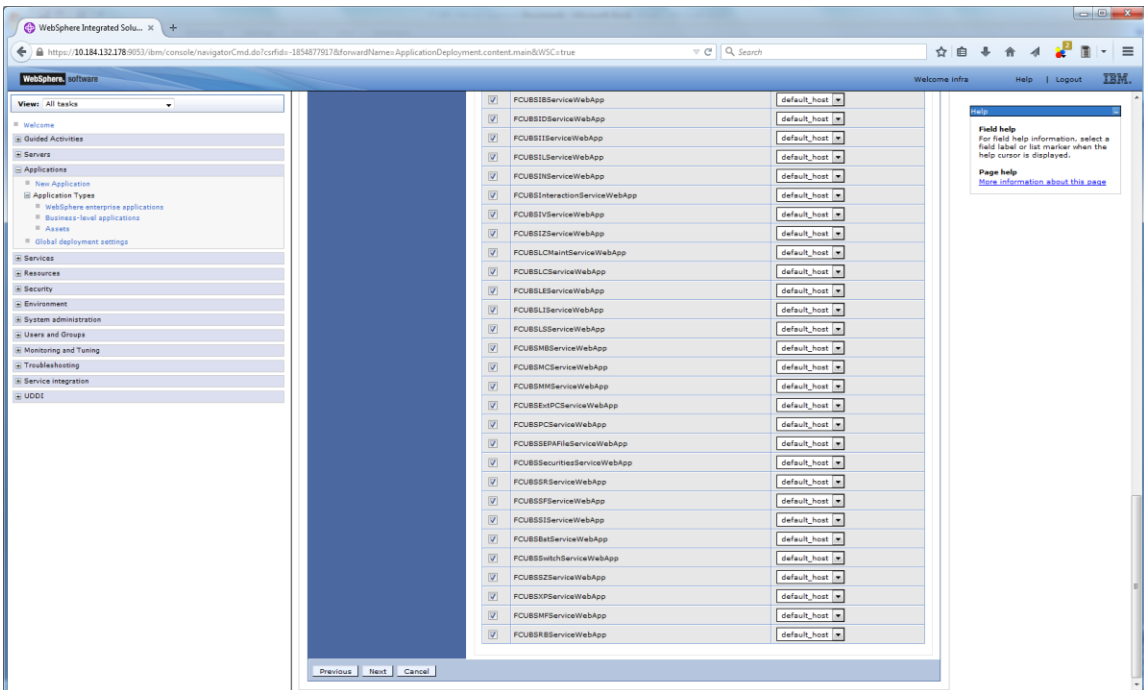 WebSphere Integrated Solu... × +
https://10.184.132.178:9053/ibm/console/navigatorCmd.do?csrfid=-1854877917&forwardName=ApplicationDeployment.content.main&WSC=true
Search
2
WebSphere. software
Welcome infra Help | Logout IBM.
View: All tasks
Welcome
Guided Activities
Servers
Applications
New Application
Application Types
WebSphere enterprise applications
Business-level applications
Assets
Global deployment settings
Services
Resources
Security
Environment
System administration
Users and Groups
Monitoring and Tuning
Troubleshooting
Service integration
UDDI
FCUBSIBServiceWebApp default_host
FCUBSIDServiceWebApp default_host
FCUBSIIServiceWebApp default_host
FCUBSILServiceWebApp default_host
FCUBSINServiceWebApp default_host
FCUBSInteractionServiceWebApp default_host
FCUBSIVServiceWebApp default_host
FCUBSIZServiceWebApp default_host
FCUBSLCMaintServiceWebApp default_host
FCUBSLCServiceWebApp default_host
FCUBSLEServiceWebApp default_host
FCUBSLIServiceWebApp default_host
FCUBSLSServiceWebApp default_host
FCUBSMBServiceWebApp default_host
FCUBSMCServiceWebApp default_host
FCUBSMMServiceWebApp default_host
FCUBSExtPCServiceWebApp default_host
FCUBSPCServiceWebApp default_host
FCUBSSEPAFileServiceWebApp default_host
FCUBSSecuritiesServiceWebApp default_host
FCUBSSRServiceWebApp default_host
FCUBSSFServiceWebApp default_host
FCUBSSIServiceWebApp default_host
FCUBSBstServiceWebApp default_host
FCUBSSwitchServiceWebApp default_host
FCUBSSZServiceWebApp default_host
FCUBSXPServiceWebApp default_host
FCUBSMFServiceWebApp default_host
FCUBSRBServiceWebApp default_host
Previous Next Cancel
Help
Field help
For field help information, select a
field label or list marker when the
help cursor is displayed.
Page help
More information about this page